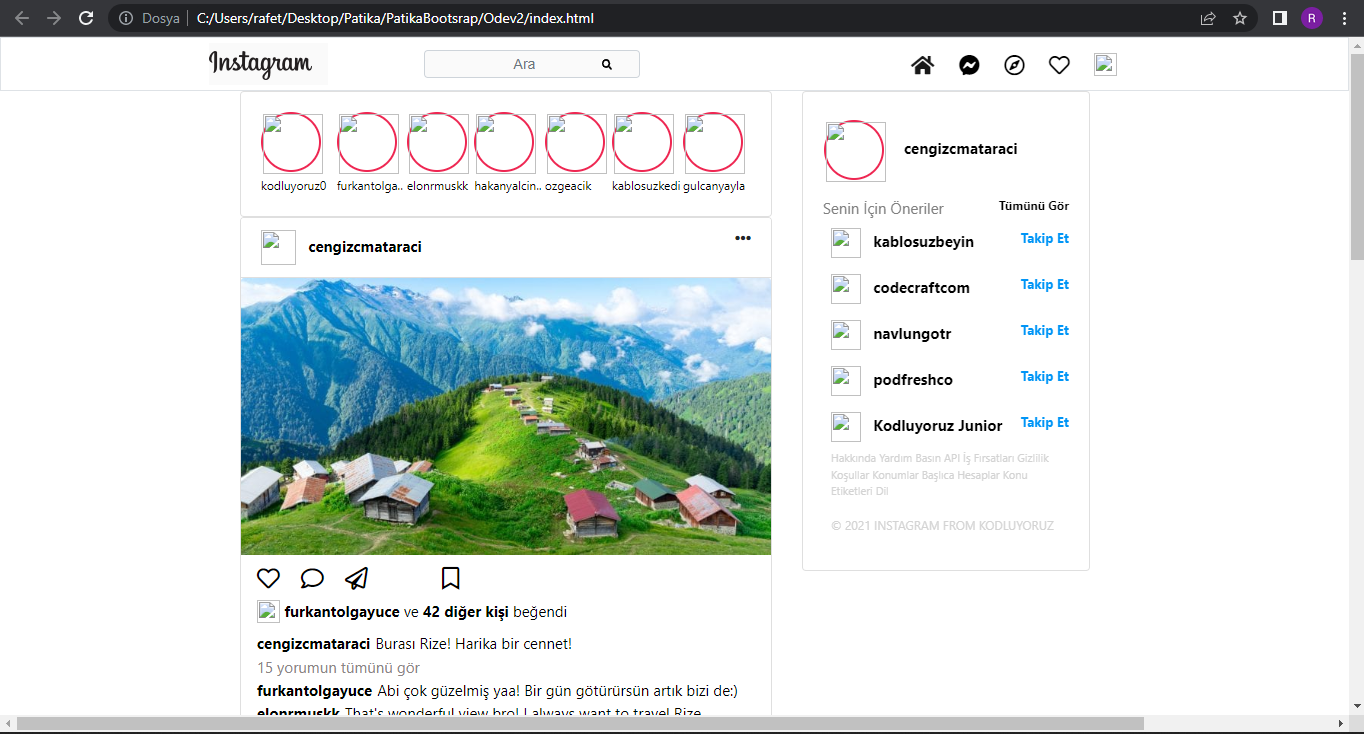 Dosya | C:/Users/rafet/Desktop/Patika/PatikaBootsrap/Odev2/index.html
R
Instagram
Ara
kodluyoruz0 furkantolga.. elonrmuskk hakanyalcin.. ozgeacik kablosuzkedi gulcanyayla
cengizcmataraci
cengizcmataraci
Burası Rize! Harika bir cennet!
furkantolgayuce ve 42 diğer kişi beğendi
cengizcmataraci Burası Rize! Harika bir cennet!
15 yorumun tümünü gör
furkantolgayuce Abi çok güzelmiş yaa! Bir gün götürürsün artık bizi de:)
elonrmuskk That's wonderful view bro! I always want to travel Rize
Senin İçin Öneriler Tümünü Gör
kablosuzbeyin Takip Et
codecraftcom Takip Et
navlungotr Takip Et
podfreshco Takip Et
Kodluyoruz Junior Takip Et
Hakkında Yardım Basın API İş Fırsatları Gizlilik
Koşullar Konumlar Başlıca Hesaplar Konu
Etiketleri Dil
© 2021 INSTAGRAM FROM KODLUYORUZ